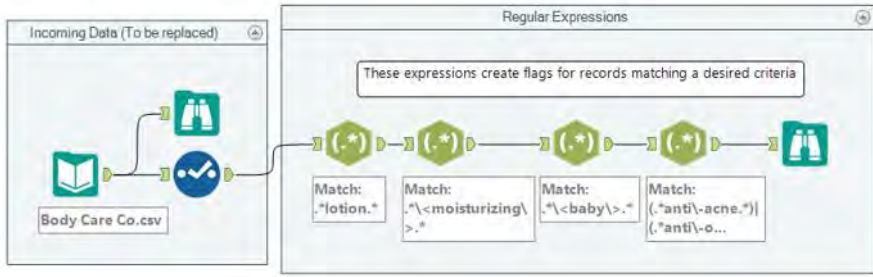 Incoming Data (To be replaced)
Regular Expressions
These expressions create flags for records matching a desired criteria
(.*)
(.*)
(.*)
(.*)
Body Care Co.csv
Match:
.*lotion.*
Match:
.*\<moisturizing\
>.*
Match:
.*\<baby\>.*
Match:
(.*anti\-acne.*)|
(.*anti\-o...